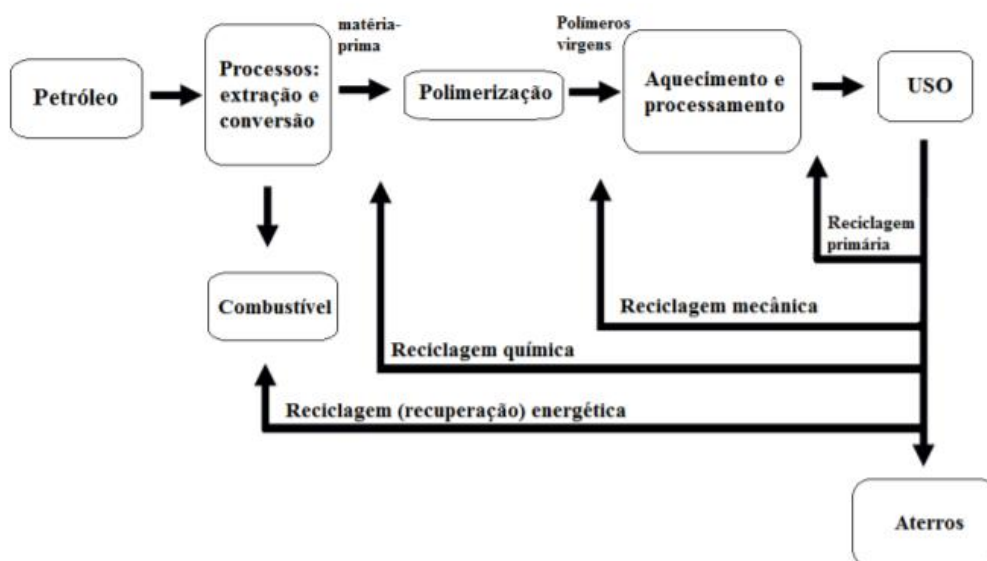 matéria-
prima
Polímeros
virgens
Petróleo
Processos:
extração e
conversão
Polimerização
Aquecimento e
processamento
USO
Reciclagem
primária
Combustível
Reciclagem mecânica
Reciclagem química
Reciclagem (recuperação) energética
Aterros